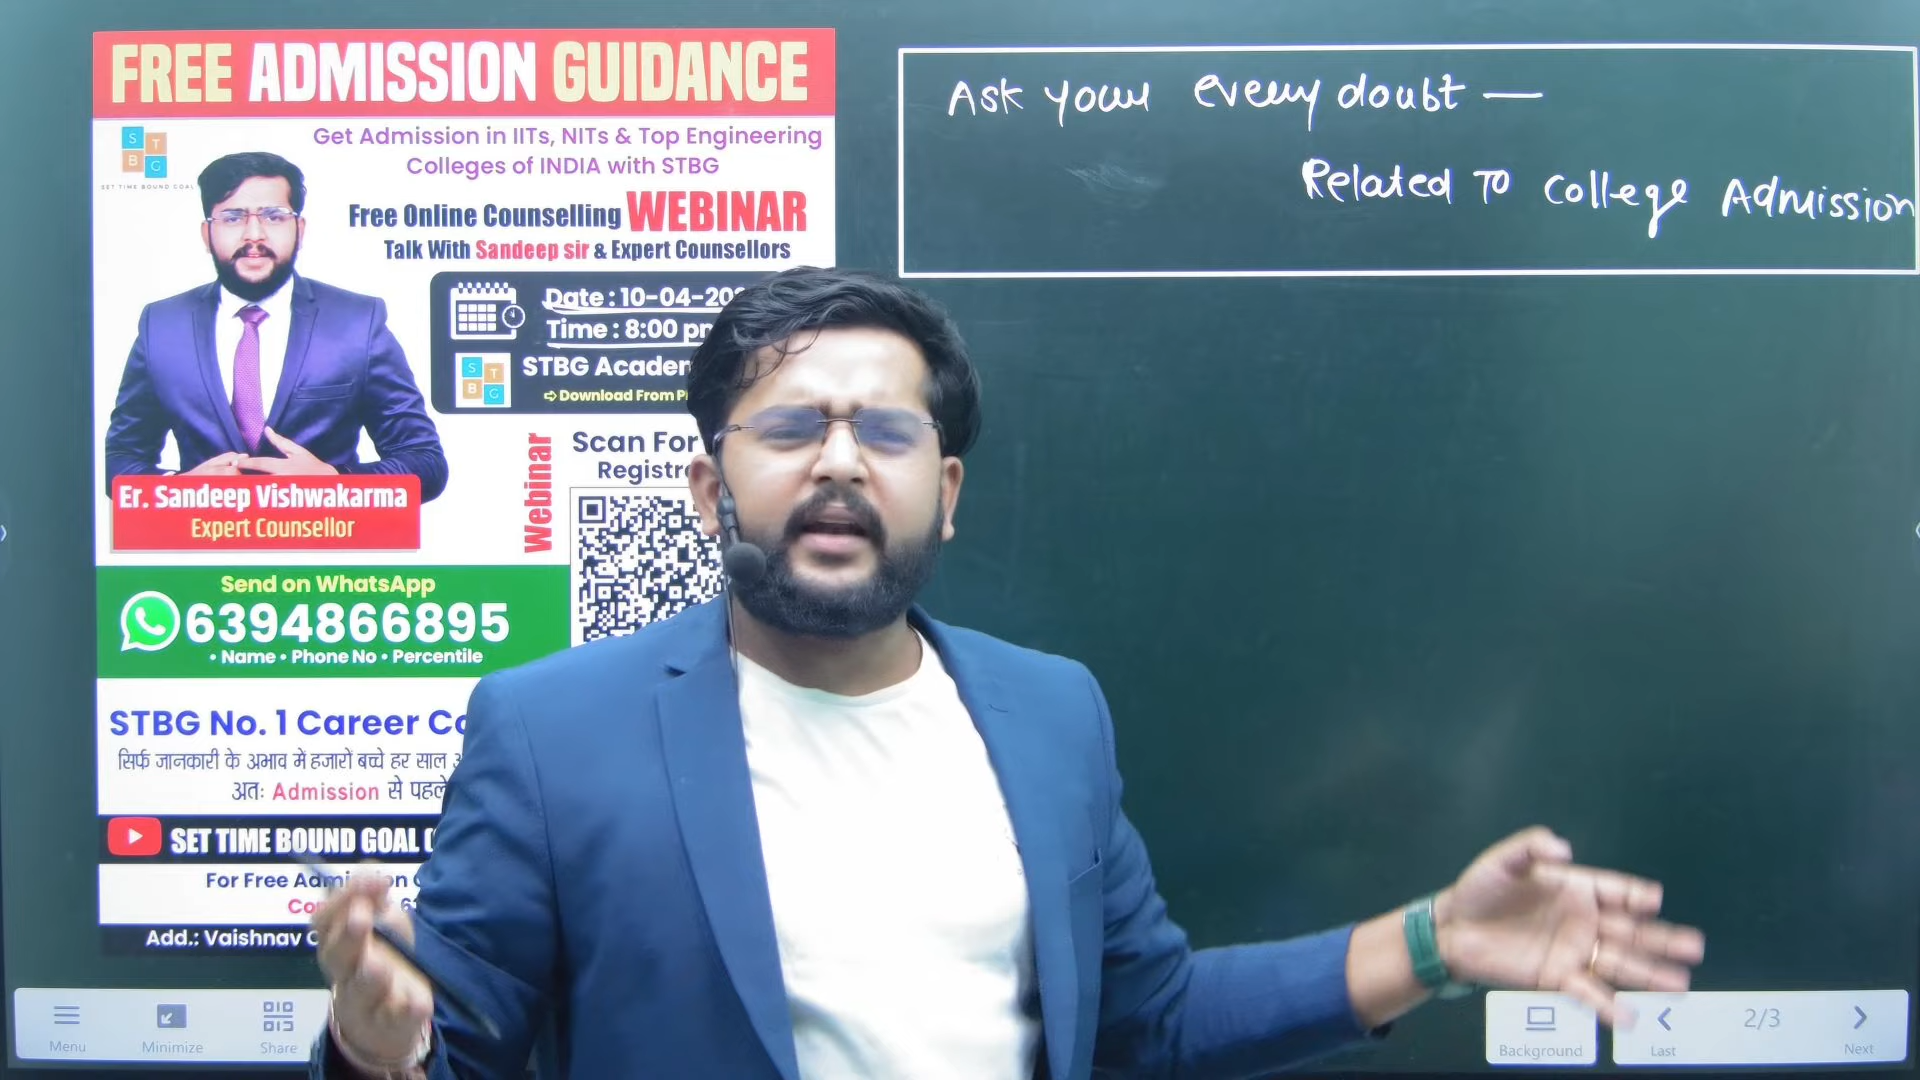 FREE ADMISSION GUIDANCE
S T B G
SET TIME BOUND GOAL
Get Admission in IITs, NITs & Top Engineering
Colleges of INDIA with STBG
Free Online Counselling WEBINAR
Talk With Sandeep sir & Expert Counsellors
Date : 10-04-20
Time : 8:00
S T B G
STBG
Download From
Webinar
Scan For
Er. Sandeep Vishwakarma
Expert Counsellor
Send on WhatsApp
6394866895
• Name • Phone No • Percentile
STBG No. 1 Career
सिर्फ जानकारी के अभाव में हजारों बच्चे हर साल
अतः Admission से पहले
SET TIME BOUND GOAL
For Free Admission
Add.: Vaishnav
Ask your every doubt —
Related To College Admission
Menu
Minimize
Share
Background
Last
2/3
Next